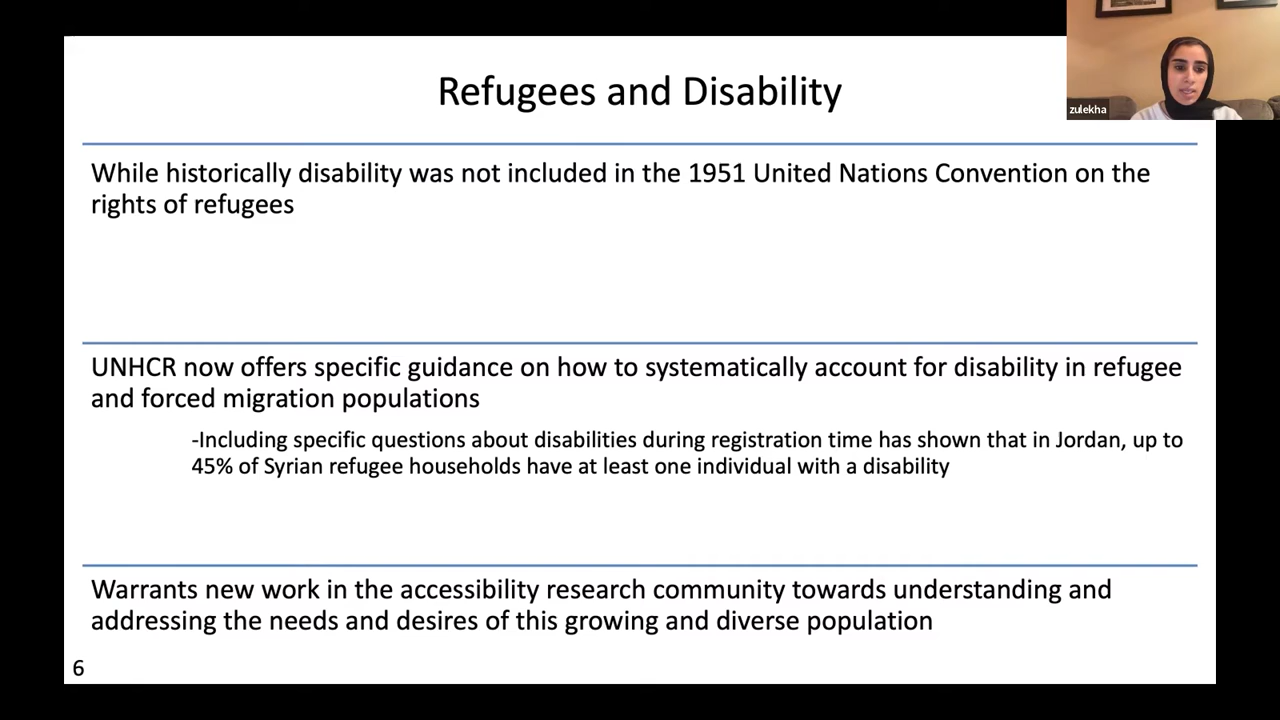 Refugees and Disability
zulekha
While historically disability was not included in the 1951 United Nations Convention on the
rights of refugees
UNHCR now offers specific guidance on how to systematically account for disability in refugee
and forced migration populations
-Including specific questions about disabilities during registration time has shown that in Jordan, up to
45% of Syrian refugee households have at least one individual with a disability
Warrants new work in the accessibility research community towards understanding and
addressing the needs and desires of this growing and diverse population
6